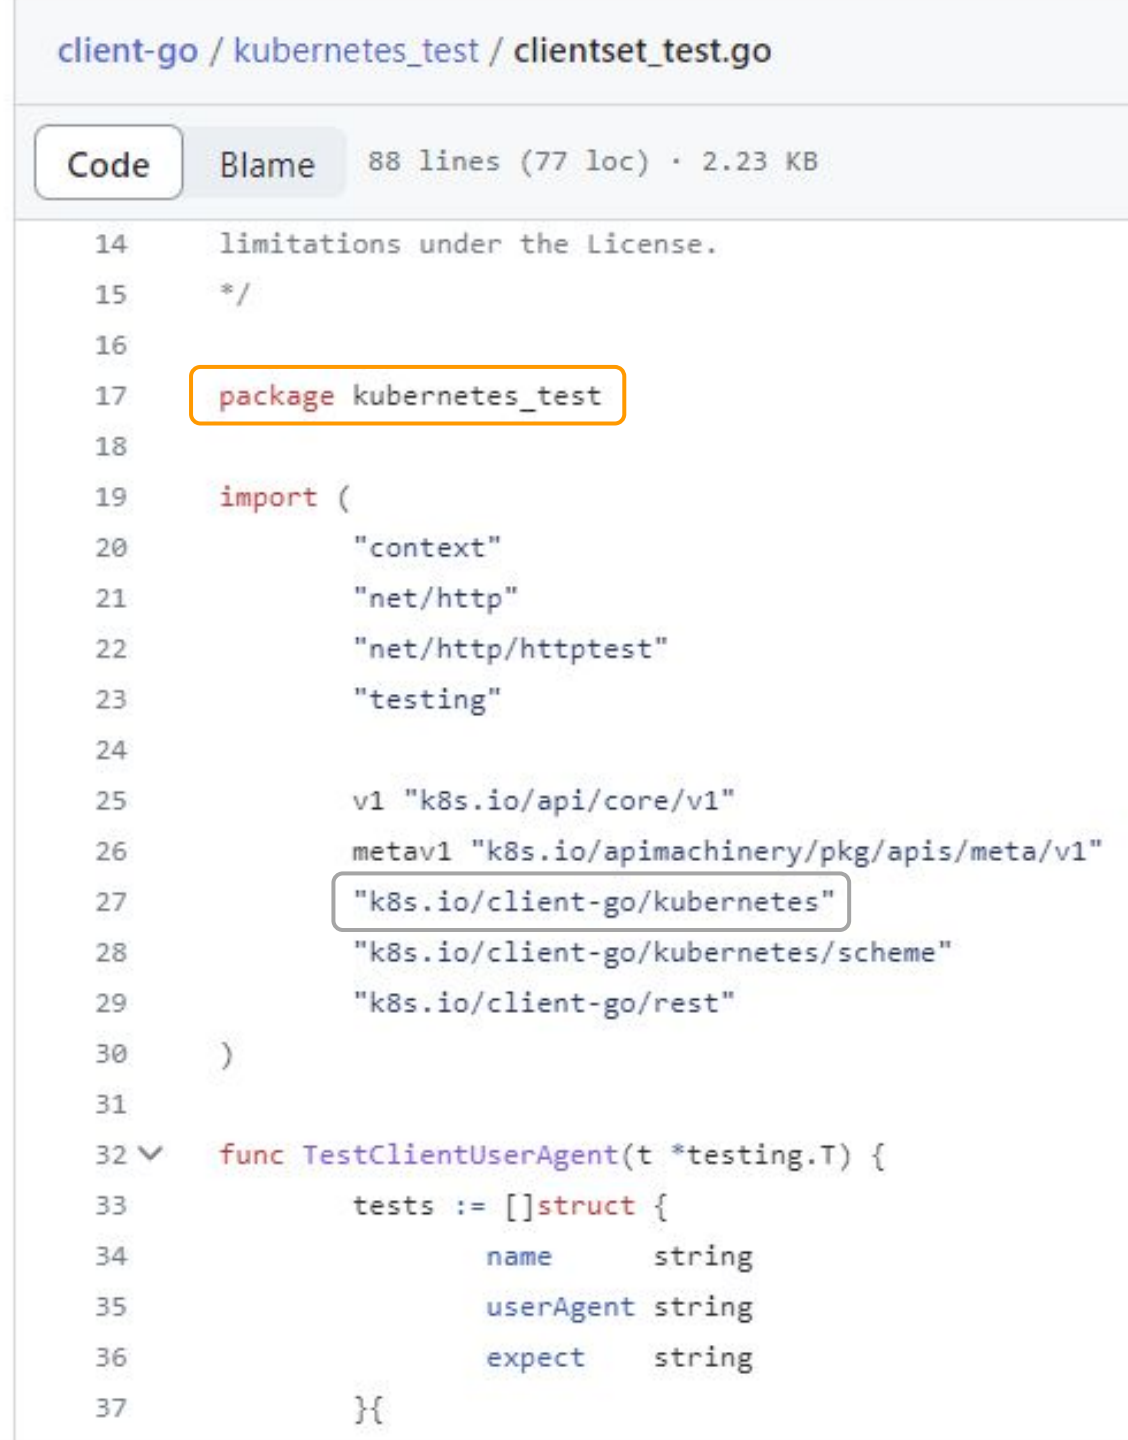 client-go / kubernetes_test / clientset_test.go
Code Blame 88 lines (77 loc) · 2.23 KB
14 limitations under the License.
15 */
16
17 package kubernetes_test
18
19 import (
20 "context"
21 "net/http"
22 "net/http/httptest"
23 "testing"
24
25 v1 "k8s.io/api/core/v1"
26 metav1 "k8s.io/apimachinery/pkg/apis/meta/v1"
27 "k8s.io/client-go/kubernetes"
28 "k8s.io/client-go/kubernetes/scheme"
29 "k8s.io/client-go/rest"
30 )
31
32 func TestClientUserAgent(t *testing.T) {
33 tests := []struct {
34 name string
35 userAgent string
36 expect string
37 }{